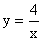 y = 4/x